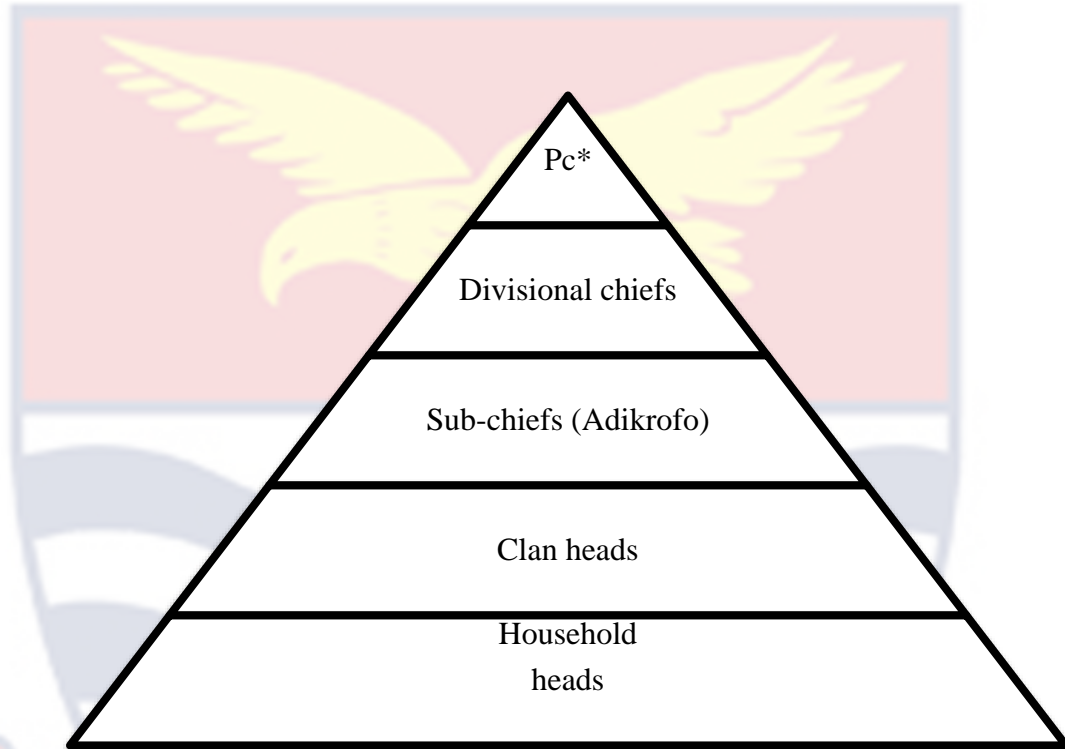 Pc*
Divisional chiefs
Sub-chiefs (Adikrofo)
Clan heads
Household
heads